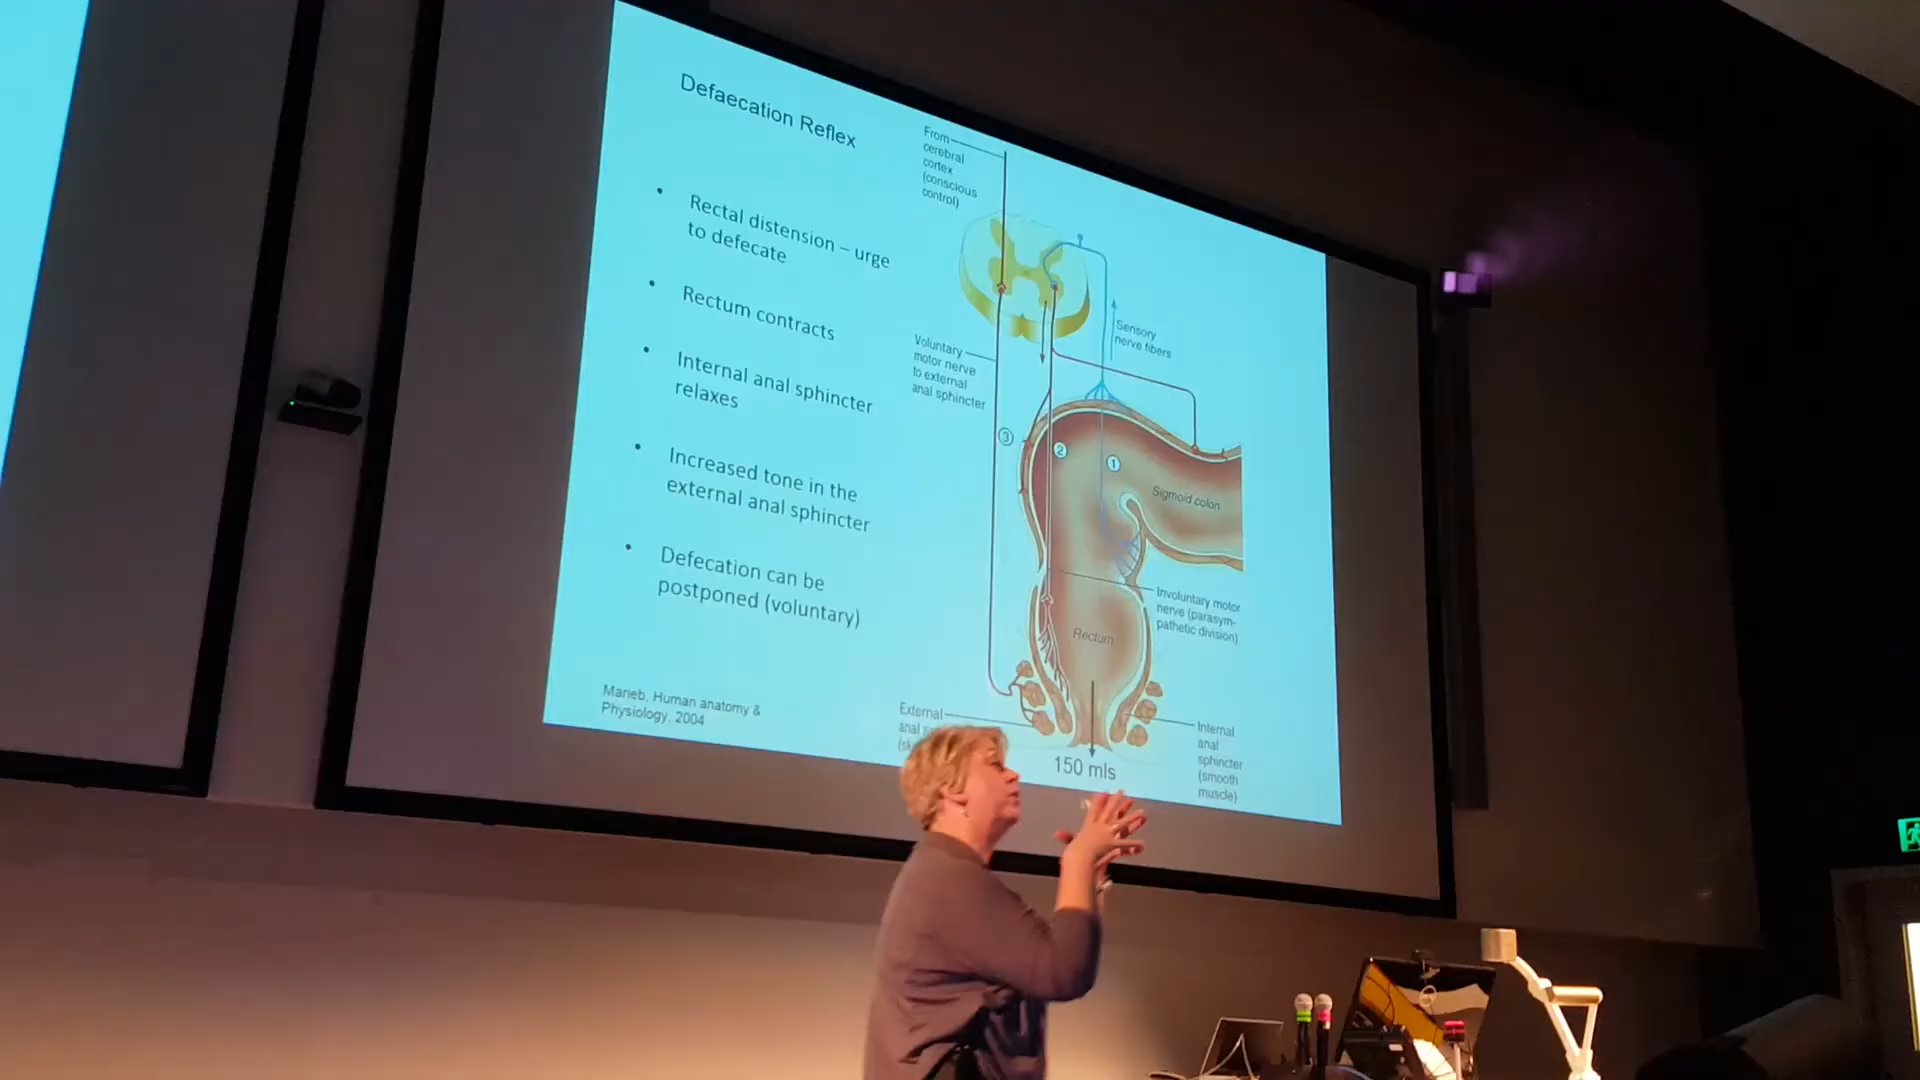 Defaecation Reflex
• Rectal distension – urge
to defecate
• Rectum contracts
• Internal anal sphincter
relaxes
• Increased tone in the
external anal sphincter
• Defecation can be
postponed (voluntary)
Marieb, Human anatomy &
Physiology, 2004
From
cerebral
cortex
(conscious
control)
Voluntary
motor nerve
to external
anal sphincter
Sensory
nerve fibers
3
2
1
Sigmoid colon
Involuntary motor
nerve (parasym-
pathetic division)
Rectum
External
anal
Internal
anal
sphincter
(smooth
muscle)
150 mls